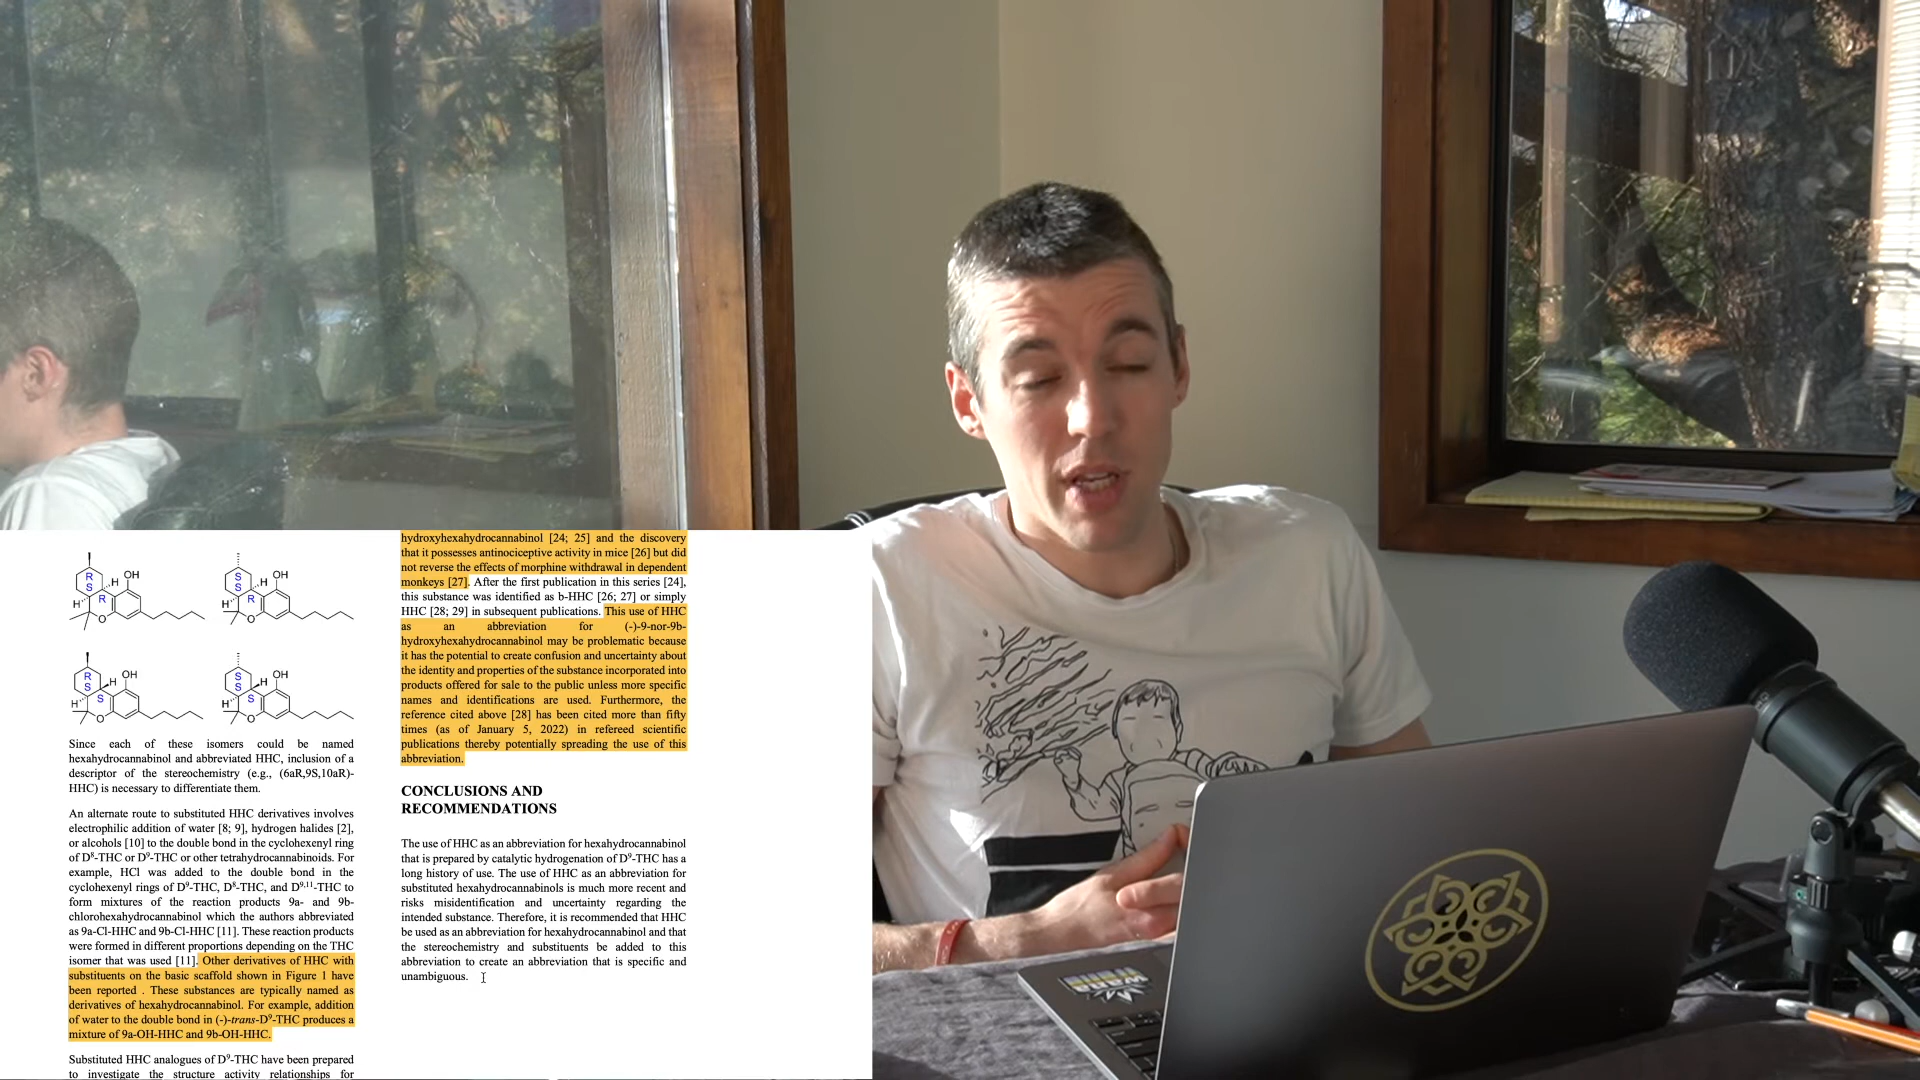 R
OH
S
H
R
H
O
S
OH
S
H
R
H
O
R
OH
S
H
S
H
O
S
OH
S
H
S
H
O
Since each of these isomers could be named
hexahydrocannabinol and abbreviated HHC, inclusion of a
descriptor of the stereochemistry (e.g., (6aR,9S,10aR)-
HHC) is necessary to differentiate them.
An alternate route to substituted HHC derivatives involves
electrophilic addition of water [8; 9], hydrogen halides [2],
or alcohols [10] to the double bond in the cyclohexenyl ring
of D⁸-THC or D⁹-THC or other tetrahydrocannabinoids. For
example, HCl was added to the double bond in the
cyclohexenyl rings of D⁹-THC, D⁸-THC, and D⁹,¹¹-THC to
form mixtures of the reaction products 9a- and 9b-
chlorohexahydrocannabinol which the authors abbreviated
as 9a-Cl-HHC and 9b-Cl-HHC [11]. These reaction products
were formed in different proportions depending on the THC
isomer that was used [11]. Other derivatives of HHC with
substituents on the basic scaffold shown in Figure 1 have
been reported . These substances are typically named as
derivatives of hexahydrocannabinol. For example, addition
of water to the double bond in (-)-trans-D⁹-THC produces a
mixture of 9a-OH-HHC and 9b-OH-HHC.
Substituted HHC analogues of D⁹-THC have been prepared
to investigate the structure activity relationships for
hydroxyhexahydrocannabinol [24; 25] and the discovery
that it possesses antinociceptive activity in mice [26] but did
not reverse the effects of morphine withdrawal in dependent
monkeys [27]. After the first publication in this series [24],
this substance was identified as b-HHC [26; 27] or simply
HHC [28; 29] in subsequent publications. This use of HHC
as an abbreviation for (-)-9-nor-9b-
hydroxyhexahydrocannabinol may be problematic because
it has the potential to create confusion and uncertainty about
the identity and properties of the substance incorporated into
products offered for sale to the public unless more specific
names and identifications are used. Furthermore, the
reference cited above [28] has been cited more than fifty
times (as of January 5, 2022) in refereed scientific
publications thereby potentially spreading the use of this
abbreviation.
CONCLUSIONS AND
RECOMMENDATIONS
The use of HHC as an abbreviation for hexahydrocannabinol
that is prepared by catalytic hydrogenation of D⁹-THC has a
long history of use. The use of HHC as an abbreviation for
substituted hexahydrocannabinols is much more recent and
risks misidentification and uncertainty regarding the
intended substance. Therefore, it is recommended that HHC
be used as an abbreviation for hexahydrocannabinol and that
the stereochemistry and substituents be added to this
abbreviation to create an abbreviation that is specific and
unambiguous.